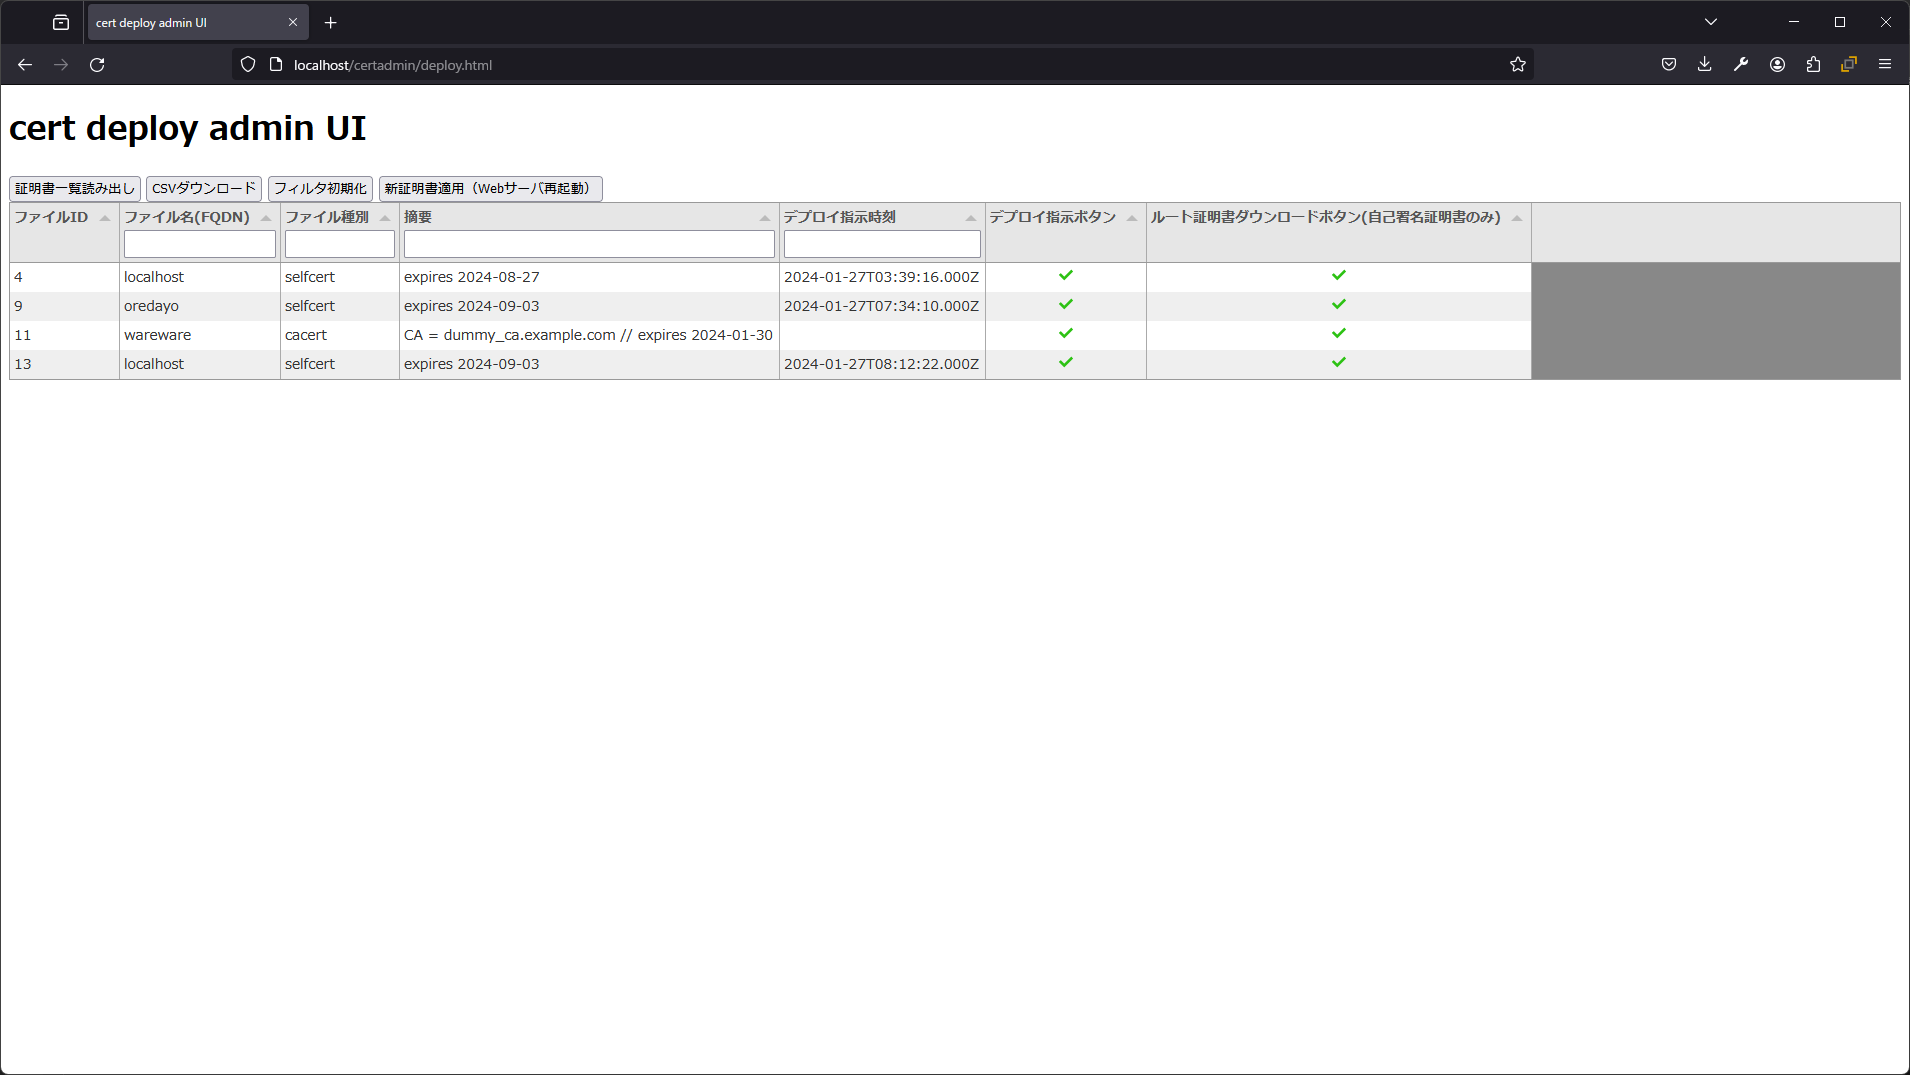 cert deploy admin UI
localhost/certadmin/deploy.html
cert deploy admin UI
証明書一覧読み出し CSVダウンロード フィルタ初期化 新証明書適用（Webサーバ再起動）
ファイルID ファイル名(FQDN) ファイル種別 摘要 デプロイ指示時刻 デプロイ指示ボタン ルート証明書ダウンロードボタン(自己署名証明書のみ)
4 localhost selfcert expires 2024-08-27 2024-01-27T03:39:16.000Z
9 oredayo selfcert expires 2024-09-03 2024-01-27T07:34:10.000Z
11 wareware cacert CA = dummy_ca.example.com // expires 2024-01-30
13 localhost selfcert expires 2024-09-03 2024-01-27T08:12:22.000Z